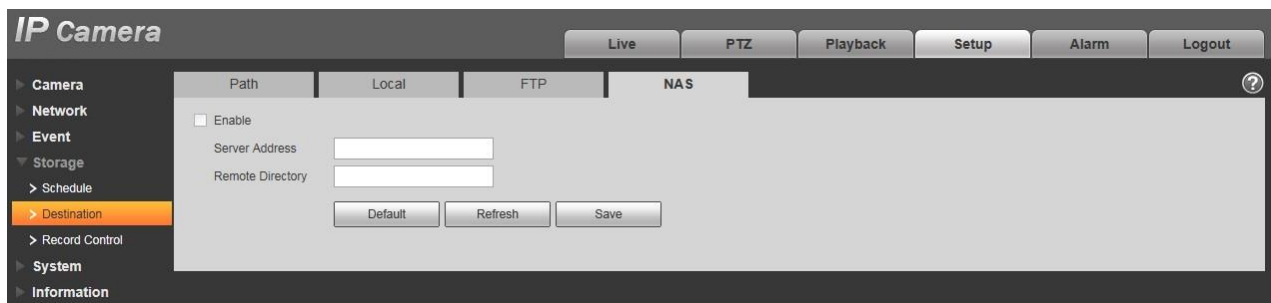 IP Camera
Live PTZ Playback Setup Alarm Logout
Camera
Network
Event
Storage
> Schedule
> Destination
> Record Control
System
Information
Path Local FTP NAS ?
Enable
Server Address
Remote Directory
Default Refresh Save